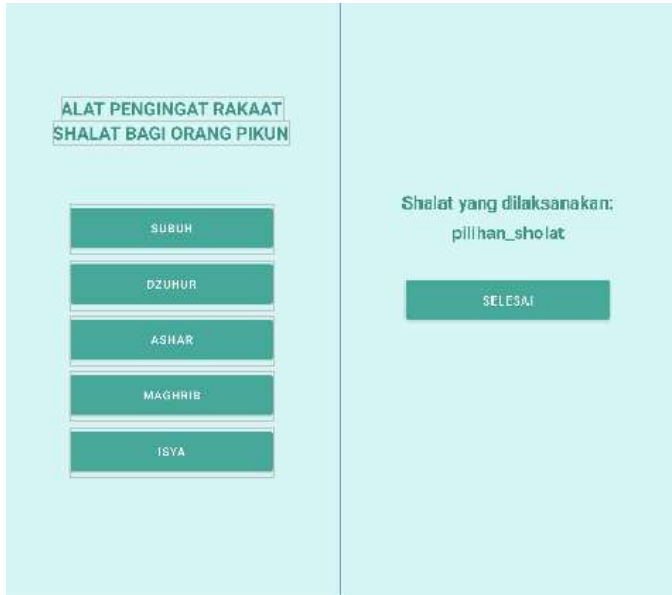 ALAT PENGINGAT RAKAAT
SHALAT BAGI ORANG PIKUN
SUBUH
DZUHUR
ASHAR
MAGHRIB
ISYA
Shalat yang dilaksanakan:
pilihan_sholat
SELESAI